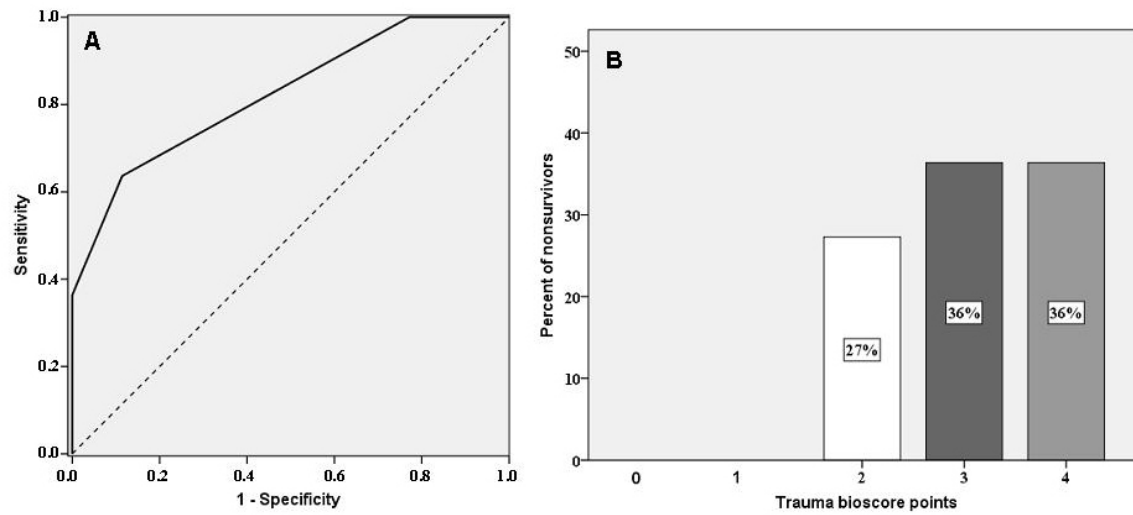 A
1.0
0.8
0.6
0.4
0.2
0.0
Sensitivity
0.0 0.2 0.4 0.6 0.8 1.0
1 - Specificity
B
50
40
30
20
10
0
Percent of nonsurvivors
27%
36%
36%
0 1 2 3 4
Trauma bioscore points